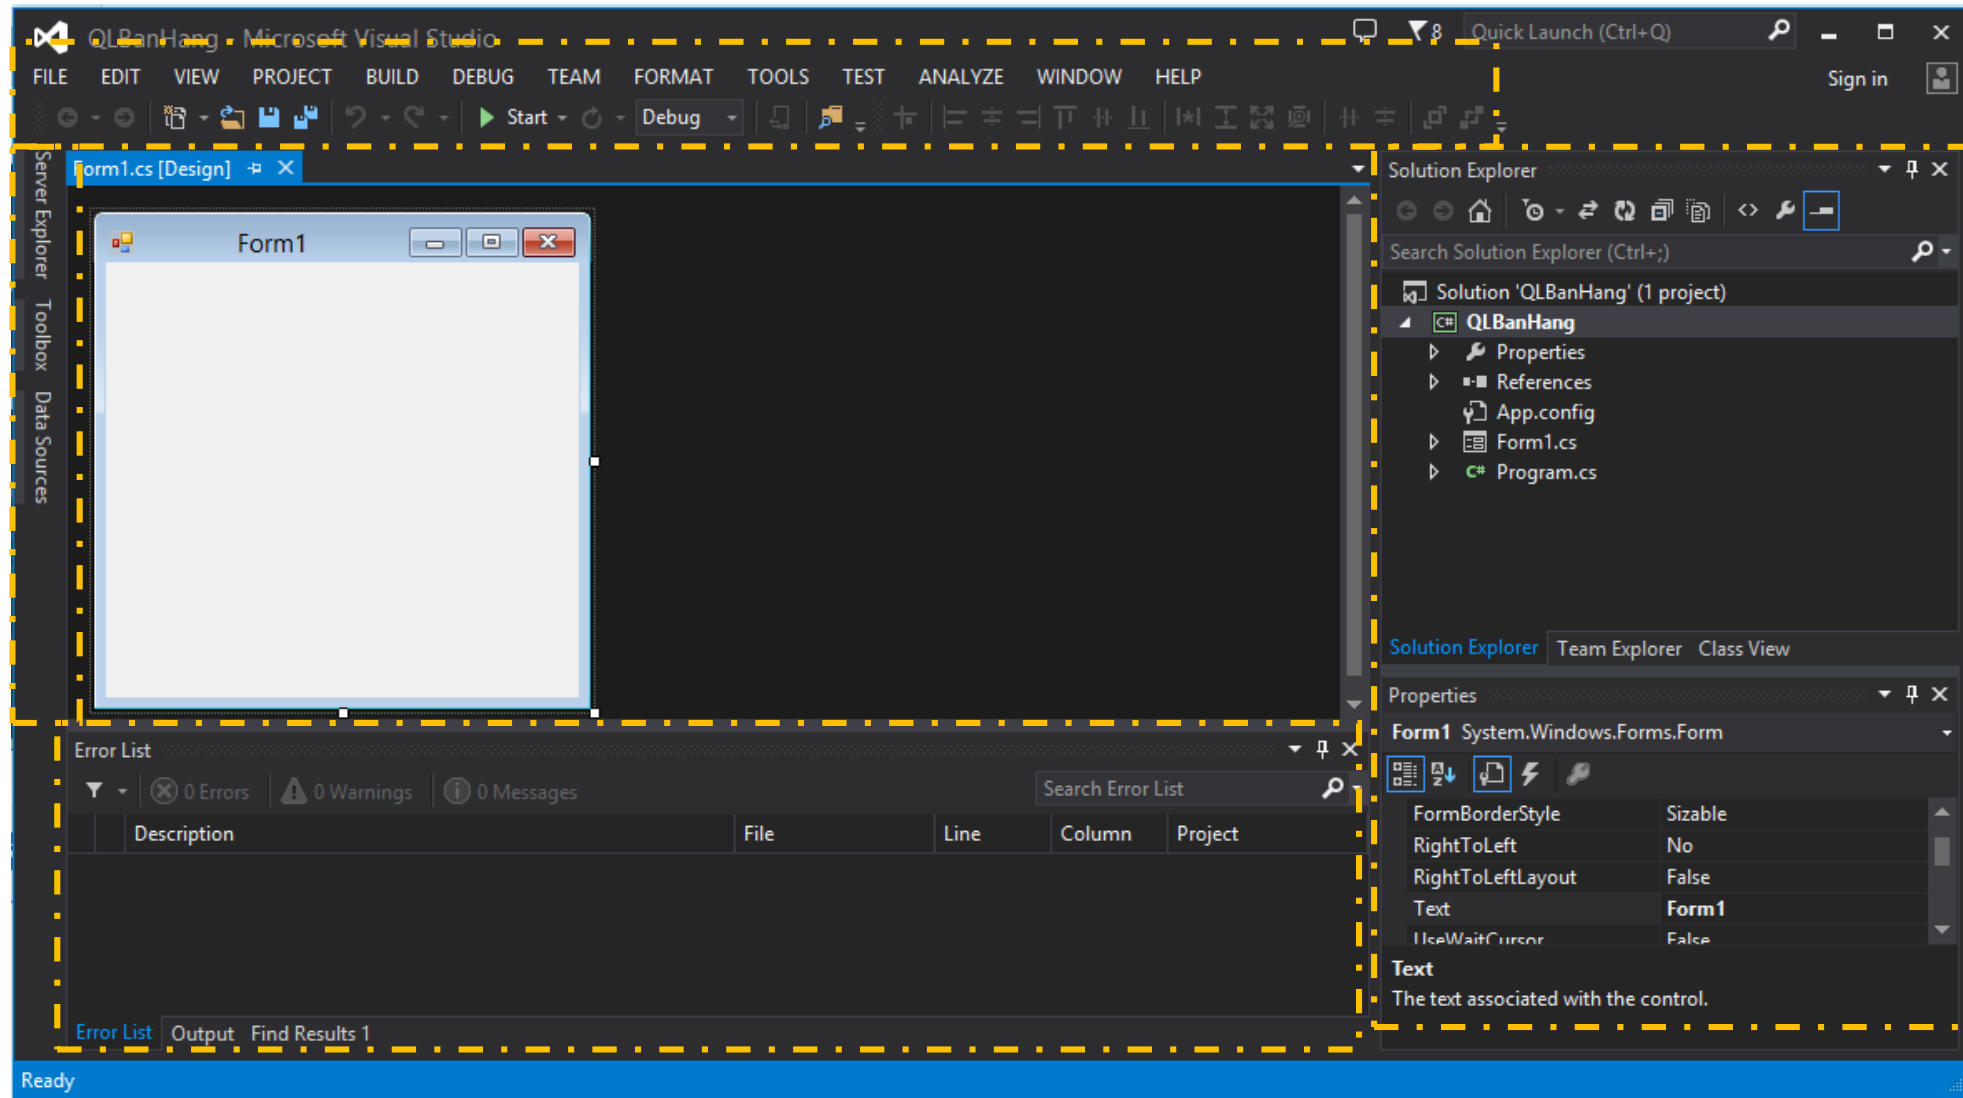 QLBanHang - Microsoft Visual Studio
8
Quick Launch (Ctrl+Q)
FILE EDIT VIEW PROJECT BUILD DEBUG TEAM FORMAT TOOLS TEST ANALYZE WINDOW HELP
Sign in
Start
Debug
Server Explorer
Toolbox
Data Sources
Form1.cs [Design]
Form1
Solution Explorer
Search Solution Explorer (Ctrl+;)
Solution 'QLBanHang' (1 project)
C# QLBanHang
Properties
References
App.config
Form1.cs
C# Program.cs
Solution Explorer Team Explorer Class View
Properties
Form1 System.Windows.Forms.Form
FormBorderStyle Sizable
RightToLeft No
RightToLeftLayout False
Text Form1
UseWaitCursor False
Text
The text associated with the control.
Error List
0 Errors 0 Warnings 0 Messages
Search Error List
Description File Line Column Project
Error List Output Find Results 1
Ready